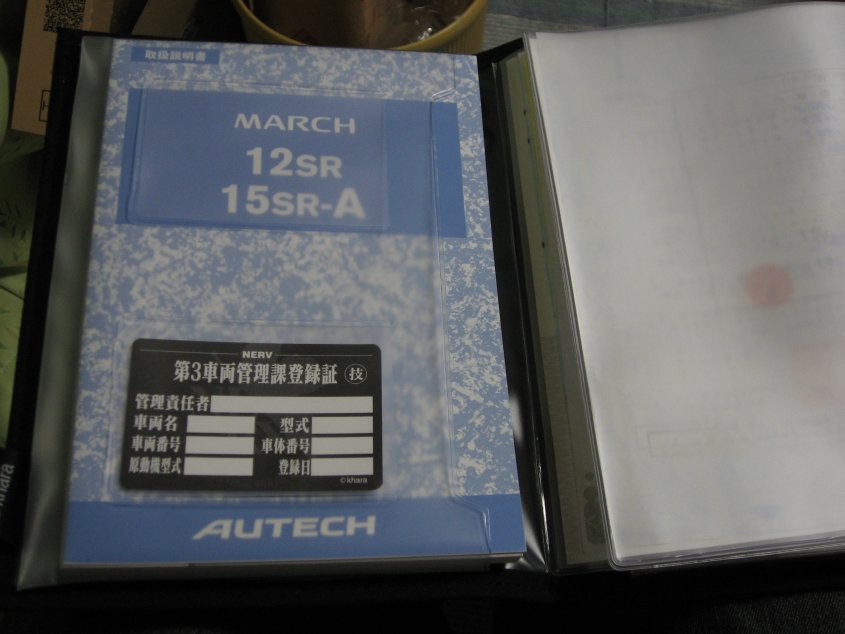 取扱説明書
MARCH
12SR
15SR-A
NERV
第3車両管理課登録証 技
管理責任者
車両名 型式
車両番号 車体番号
原動機型式 登録日
©khara
AUTECH
khara